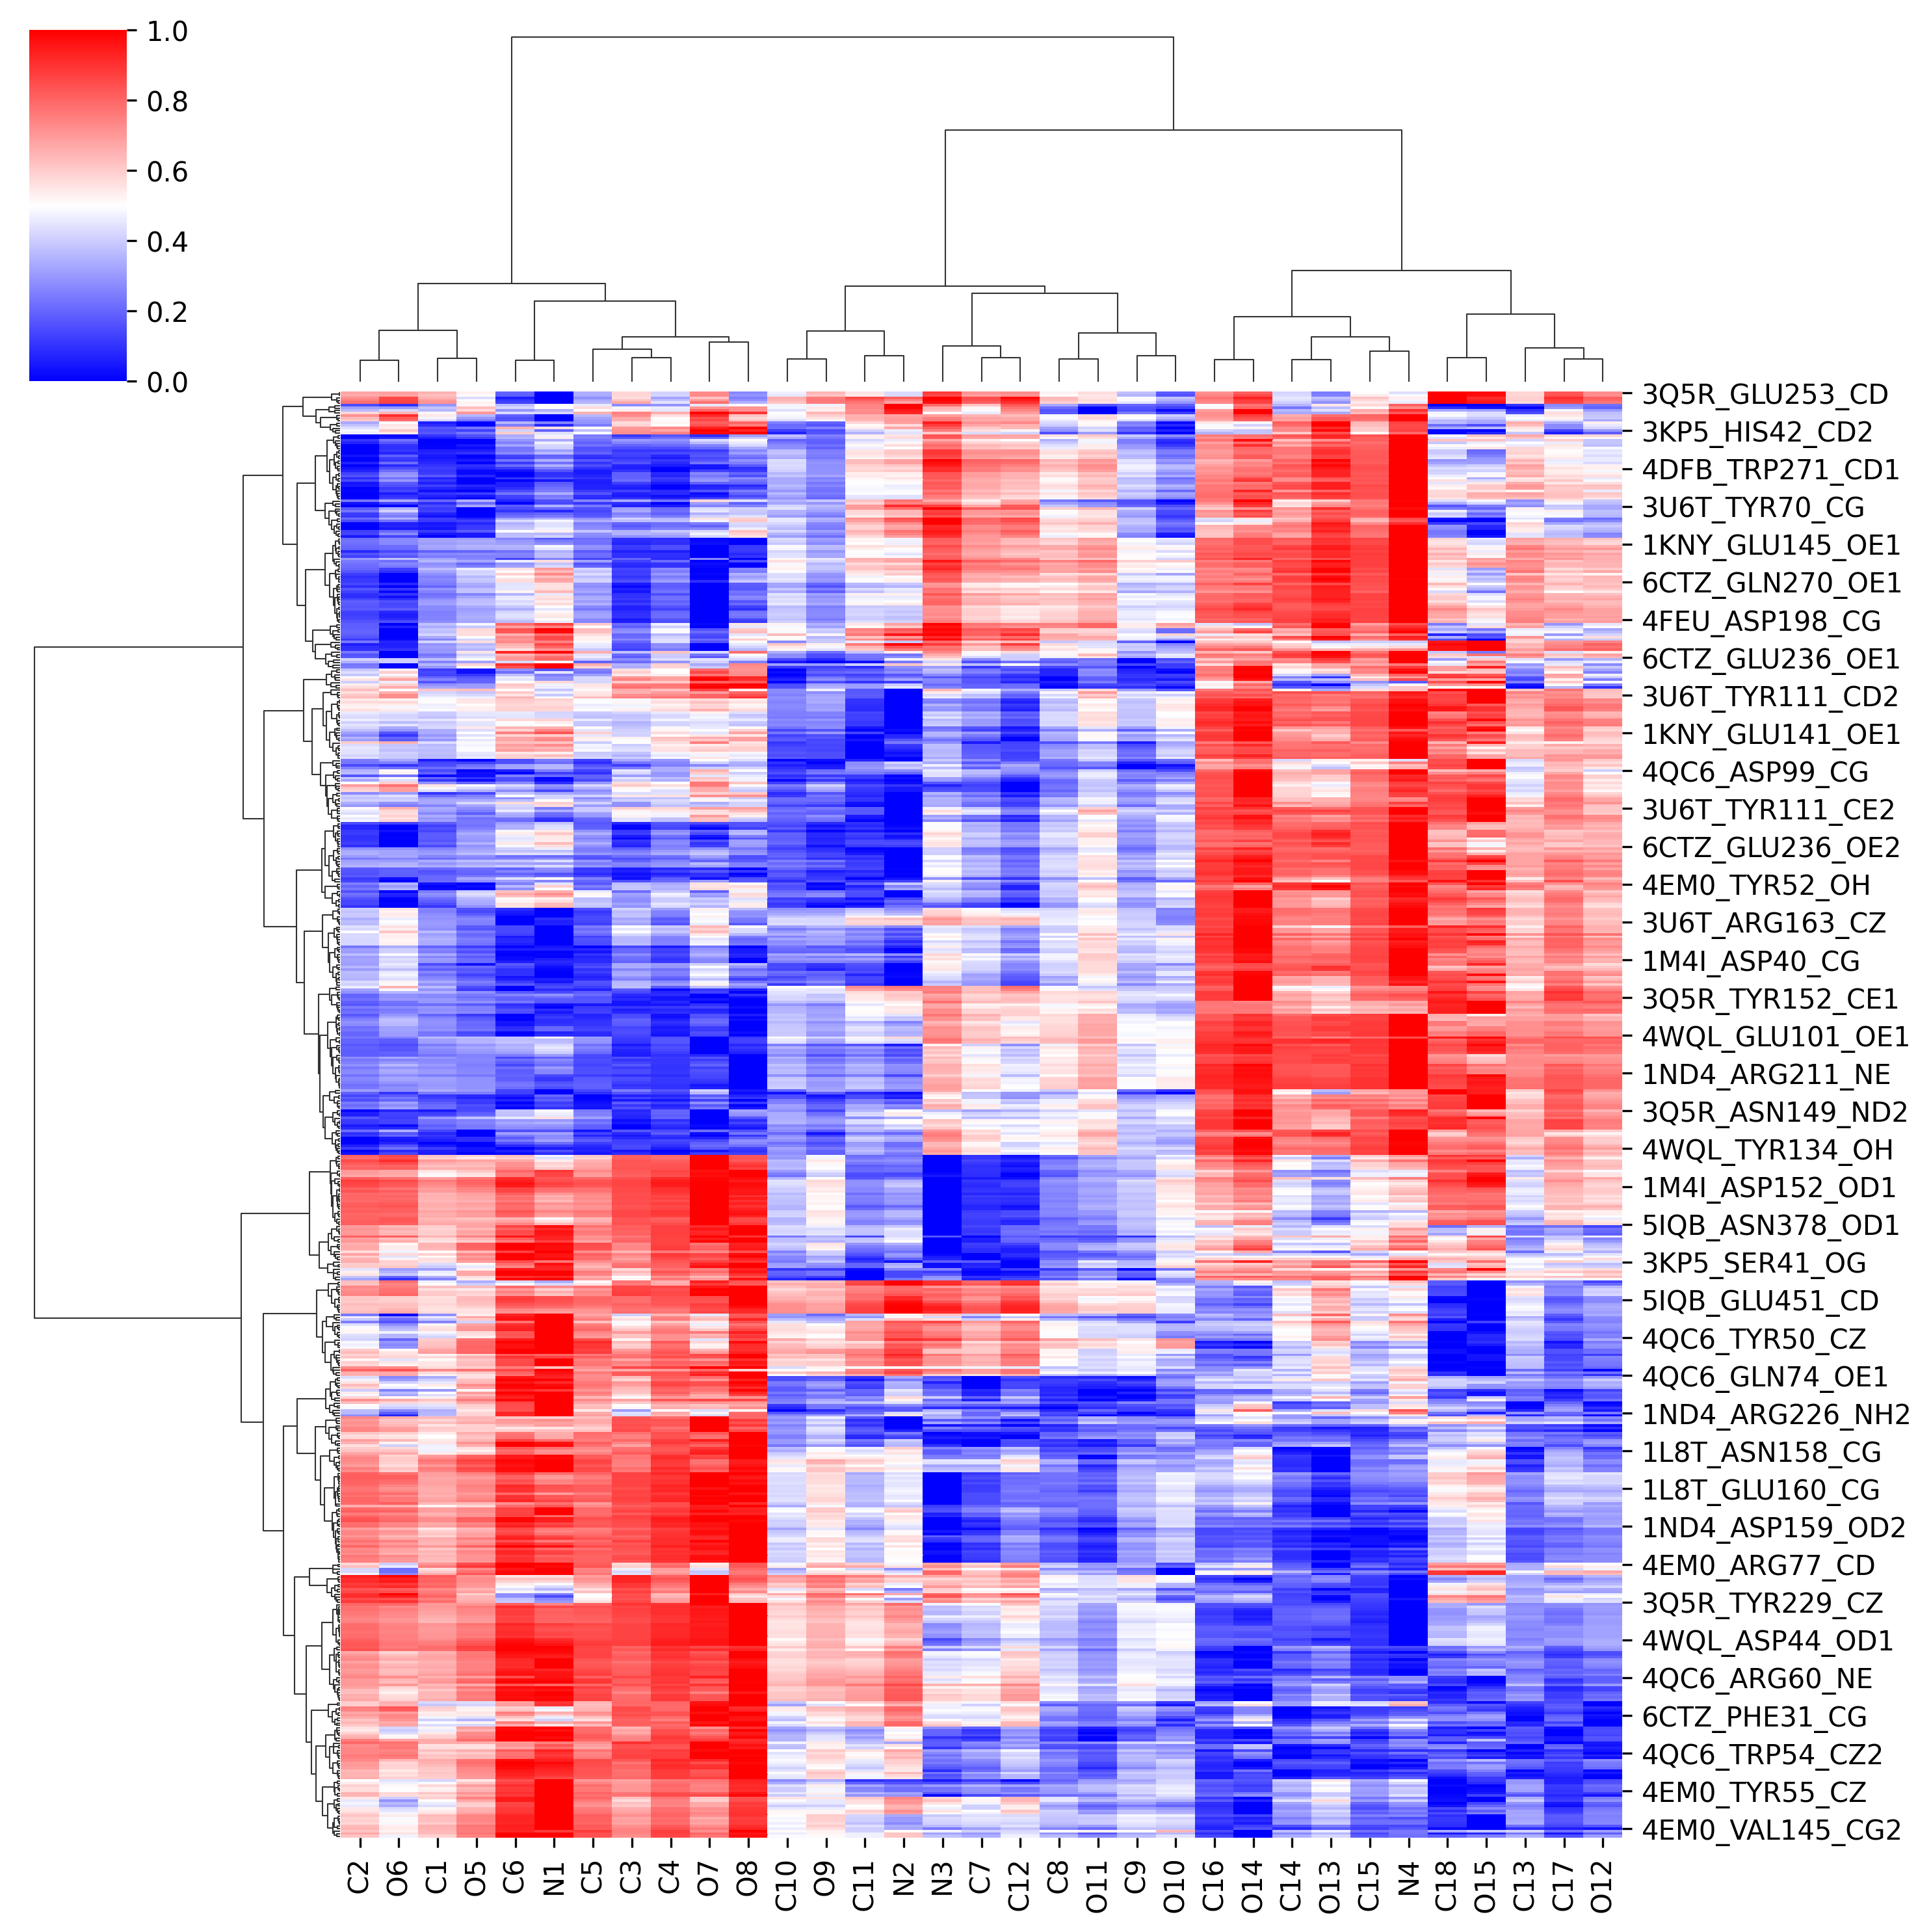 1.0
0.8
0.6
0.4
0.2
0.0
3Q5R_GLU253_CD
3KP5_HIS42_CD2
4DFB_TRP271_CD1
3U6T_TYR70_CG
1KNY_GLU145_OE1
6CTZ_GLN270_OE1
4FEU_ASP198_CG
6CTZ_GLU236_OE1
3U6T_TYR111_CD2
1KNY_GLU141_OE1
4QC6_ASP99_CG
3U6T_TYR111_CE2
6CTZ_GLU236_OE2
4EM0_TYR52_OH
3U6T_ARG163_CZ
1M4I_ASP40_CG
3Q5R_TYR152_CE1
4WQL_GLU101_OE1
1ND4_ARG211_NE
3Q5R_ASN149_ND2
4WQL_TYR134_OH
1M4I_ASP152_OD1
5IQB_ASN378_OD1
3KP5_SER41_OG
5IQB_GLU451_CD
4QC6_TYR50_CZ
4QC6_GLN74_OE1
1ND4_ARG226_NH2
1L8T_ASN158_CG
1L8T_GLU160_CG
1ND4_ASP159_OD2
4EM0_ARG77_CD
3Q5R_TYR229_CZ
4WQL_ASP44_OD1
4QC6_ARG60_NE
6CTZ_PHE31_CG
4QC6_TRP54_CZ2
4EM0_TYR55_CZ
4EM0_VAL145_CG2
C2
O6
C1
O5
C6
N1
C5
C3
C4
O7
O8
C10
O9
C11
N2
N3
C7
C12
C8
O11
C9
O10
C16
O14
C14
O13
C15
N4
C18
O15
C13
C17
O12